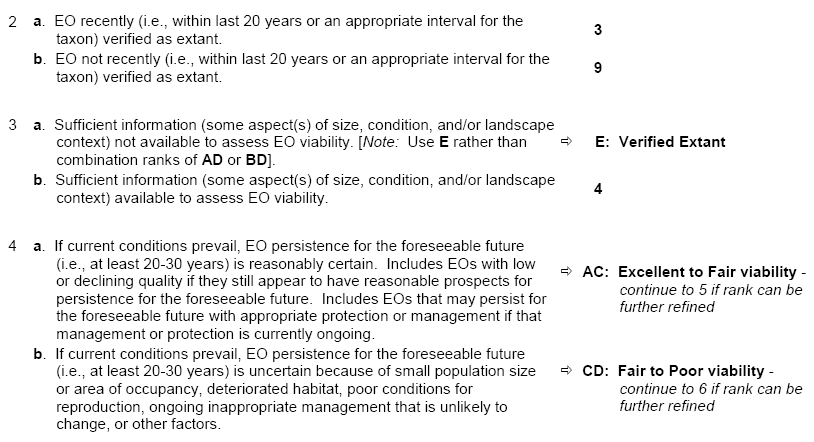 2 a. EO recently (i.e., within last 20 years or an appropriate interval for the
taxon) verified as extant. 3
b. EO not recently (i.e., within last 20 years or an appropriate interval for the
taxon) verified as extant. 9
3 a. Sufficient information (some aspect(s) of size, condition, and/or landscape
context) not available to assess EO viability. [Note: Use E rather than ⇨ E: Verified Extant
combination ranks of AD or BD].
b. Sufficient information (some aspect(s) of size, condition, and/or landscape
context) available to assess EO viability. 4
4 a. If current conditions prevail, EO persistence for the foreseeable future
(i.e., at least 20-30 years) is reasonably certain. Includes EOs with low
or declining quality if they still appear to have reasonable prospects for
persistence for the foreseeable future. Includes EOs that may persist for
the foreseeable future with appropriate protection or management if that
management or protection is currently ongoing.
⇨ AC: Excellent to Fair viability -
continue to 5 if rank can be
further refined
b. If current conditions prevail, EO persistence for the foreseeable future
(i.e., at least 20-30 years) is uncertain because of small population size
or area of occupancy, deteriorated habitat, poor conditions for
reproduction, ongoing inappropriate management that is unlikely to
change, or other factors.
⇨ CD: Fair to Poor viability -
continue to 6 if rank can be
further refined